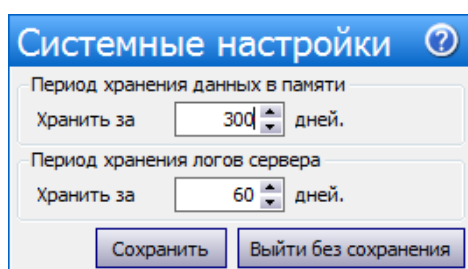 Системные настройки ?
Период хранения данных в памяти
Хранить за 300 дней.
Период хранения логов сервера
Хранить за 60 дней.
Сохранить Выйти без сохранения